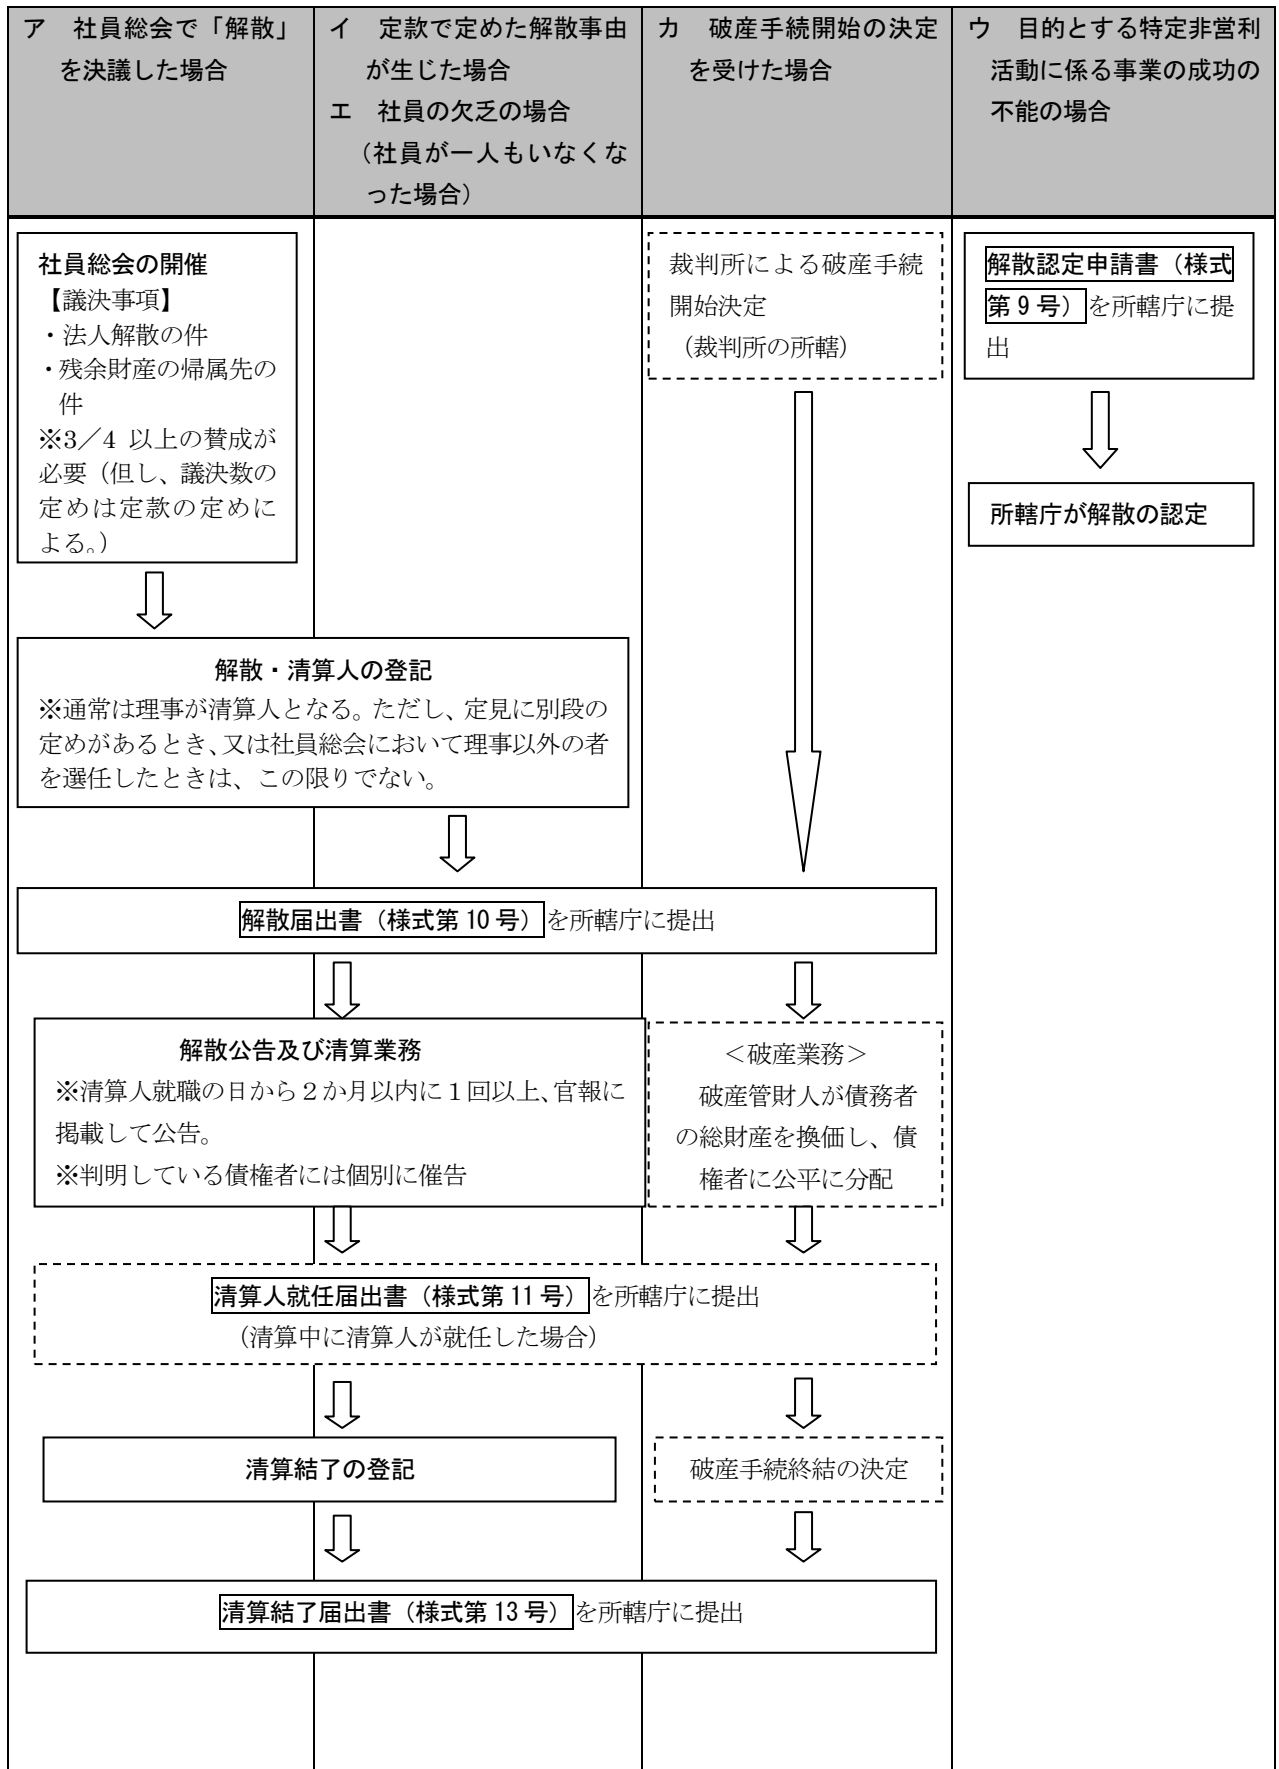 ア　社員総会で「解散」
を決議した場合
イ　定款で定めた解散事由
が生じた場合
エ　社員の欠乏の場合
（社員が一人もいなくな
った場合）
カ　破産手続開始の決定
を受けた場合
ウ　目的とする特定非営利
活動に係る事業の成功の
不能の場合
社員総会の開催
【議決事項】
・法人解散の件
・残余財産の帰属先の
件
※3／4 以上の賛成が
必要（但し、議決数の
定めは定款の定めに
よる。）
裁判所による破産手続
開始決定
（裁判所の所轄）
解散認定申請書（様式
第９号）を所轄庁に提
出
所轄庁が解散の認定
解散・清算人の登記
※通常は理事が清算人となる。ただし、定見に別段の
定めがあるとき、又は社員総会において理事以外の者
を選任したときは、この限りでない。
解散届出書（様式第 10 号）を所轄庁に提出
解散公告及び清算業務
※清算人就職の日から２か月以内に１回以上、官報に
掲載して公告。
※判明している債権者には個別に催告
＜破産業務＞
破産管財人が債務者
の総財産を換価し、債
権者に公平に分配
清算人就任届出書（様式第 11 号）を所轄庁に提出
（清算中に清算人が就任した場合）
清算結了の登記
破産手続終結の決定
清算結了届出書（様式第 13 号）を所轄庁に提出